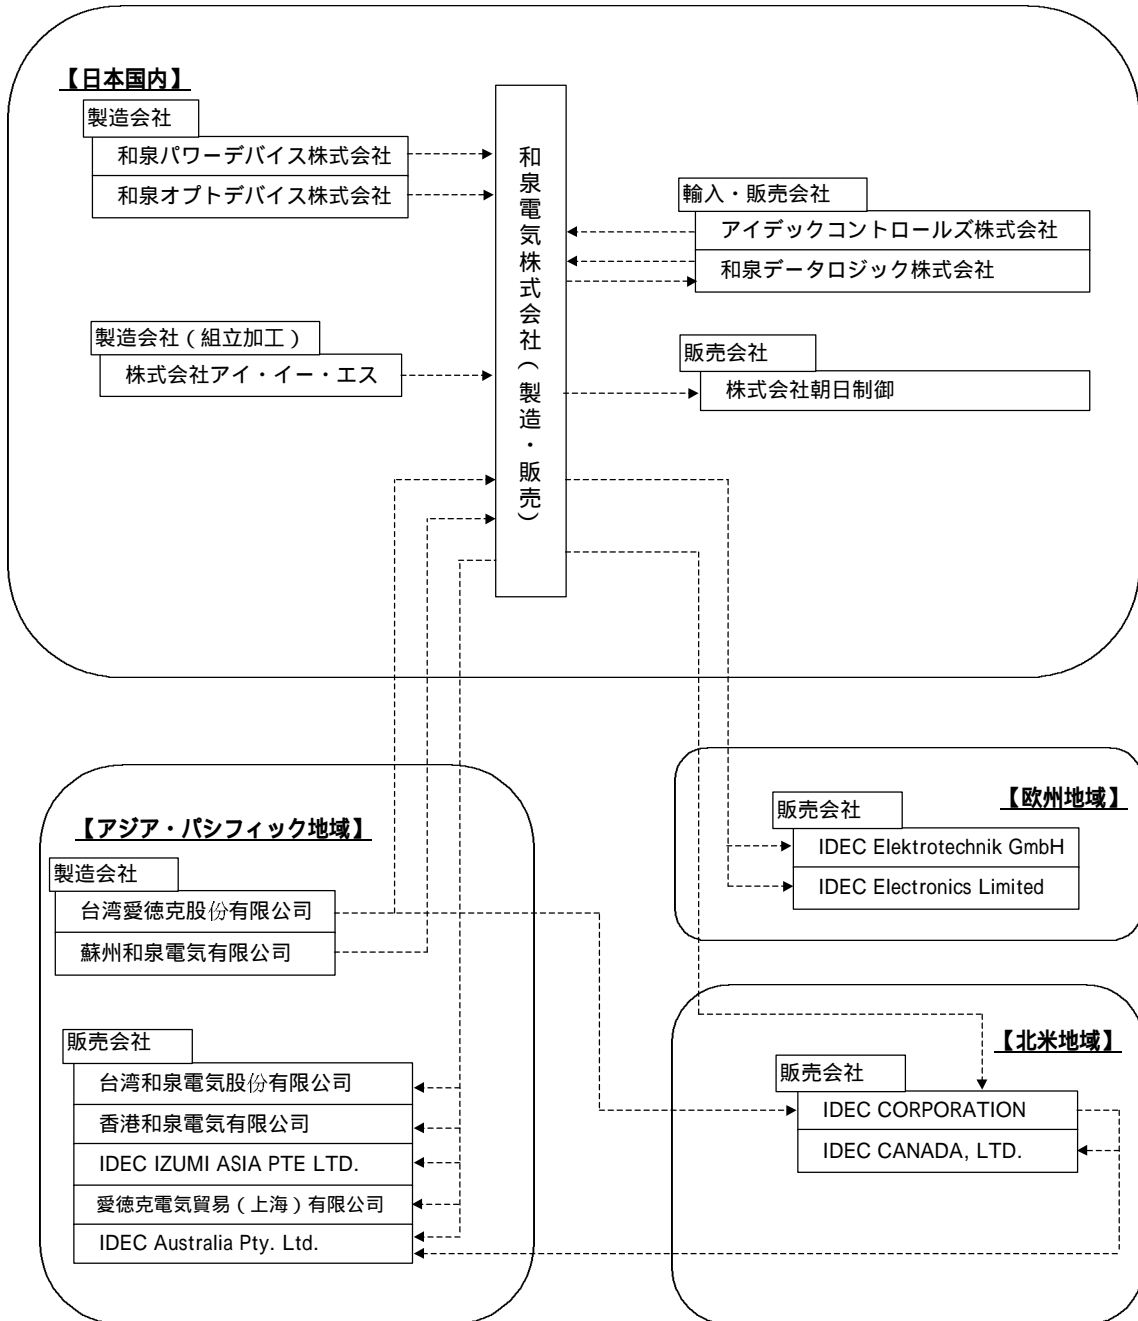 【日本国内】
製造会社
和泉パワーデバイス株式会社
和泉オプトデバイス株式会社
製造会社（組立加工）
株式会社アイ・イー・エス
和泉電気株式会社（製造・販売）
輸入・販売会社
アイデックコントロールズ株式会社
和泉データロジック株式会社
販売会社
株式会社朝日制御
【アジア・パシフィック地域】
製造会社
台湾愛徳克股份有限公司
蘇州和泉電気有限公司
販売会社
台湾和泉電気股份有限公司
香港和泉電気有限公司
IDEC IZUMI ASIA PTE LTD.
愛徳克電気貿易（上海）有限公司
IDEC Australia Pty. Ltd.
【欧州地域】
販売会社
IDEC Elektrotechnik GmbH
IDEC Electronics Limited
【北米地域】
販売会社
IDEC CORPORATION
IDEC CANADA, LTD.